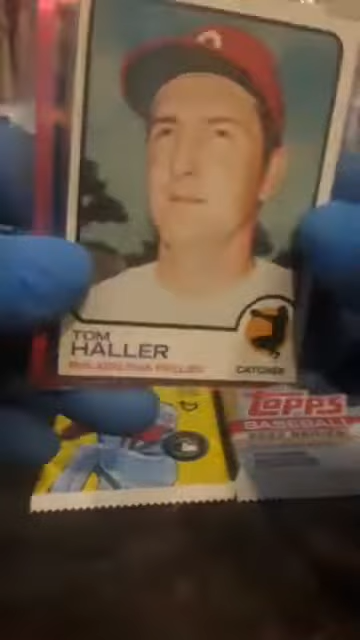 TOM
HALLER
PHILADELPHIA PHILLIES
CATCHER
Topps
BASEBALL